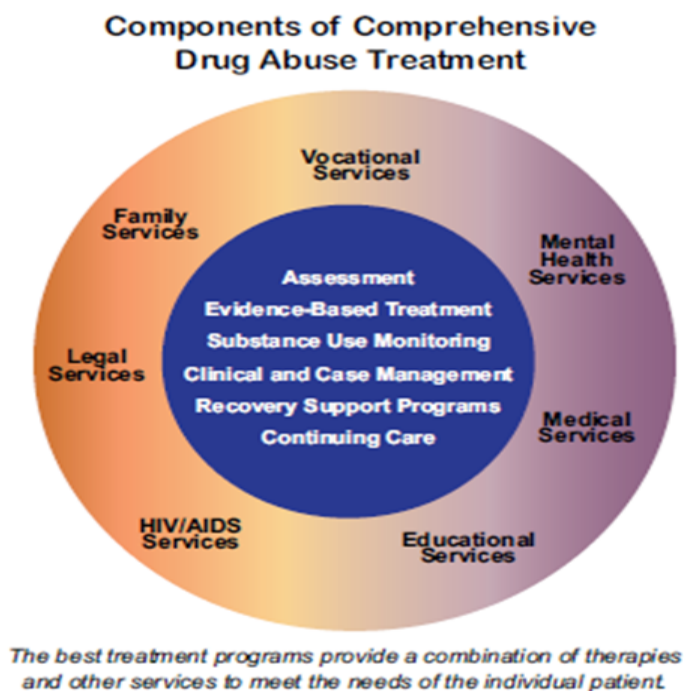 Components of Comprehensive
Drug Abuse Treatment
Vocational
Services
Family
Services
Mental
Health
Services
Assessment
Evidence-Based Treatment
Substance Use Monitoring
Clinical and Case Management
Recovery Support Programs
Continuing Care
Legal
Services
Medical
Services
HIV/AIDS
Services
Educational
Services
The best treatment programs provide a combination of therapies
and other services to meet the needs of the individual patient.